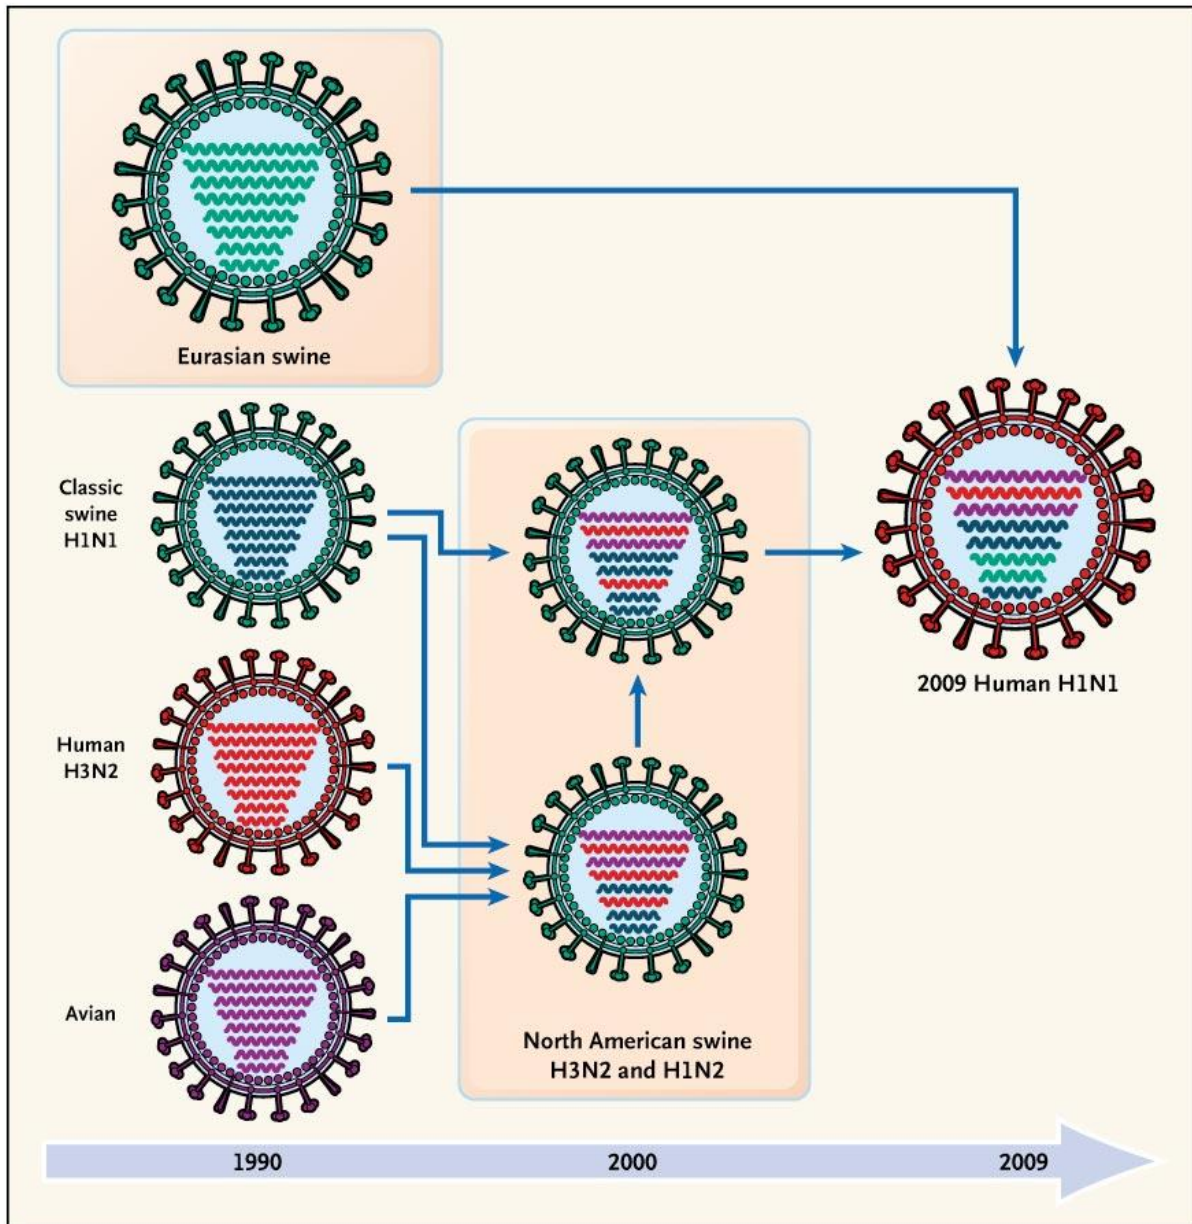 Eurasian swine
Classic
swine
H1N1
Human
H3N2
Avian
North American swine
H3N2 and H1N2
2009 Human H1N1
1990
2000
2009